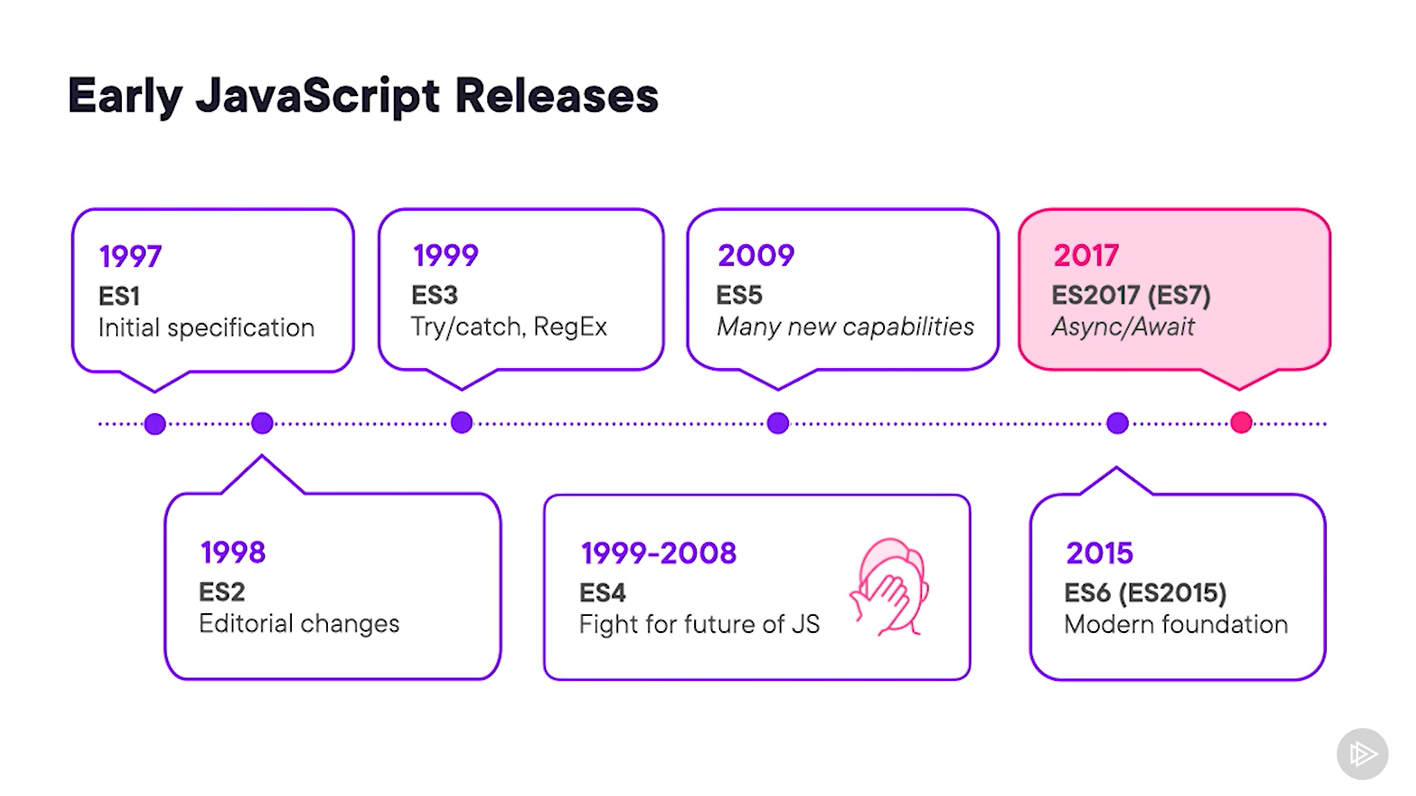 Early JavaScript Releases
1997
ES1
Initial specification
1999
ES3
Try/catch, RegEx
2009
ES5
Many new capabilities
2017
ES2017 (ES7)
Async/Await
1998
ES2
Editorial changes
1999-2008
ES4
Fight for future of JS
2015
ES6 (ES2015)
Modern foundation